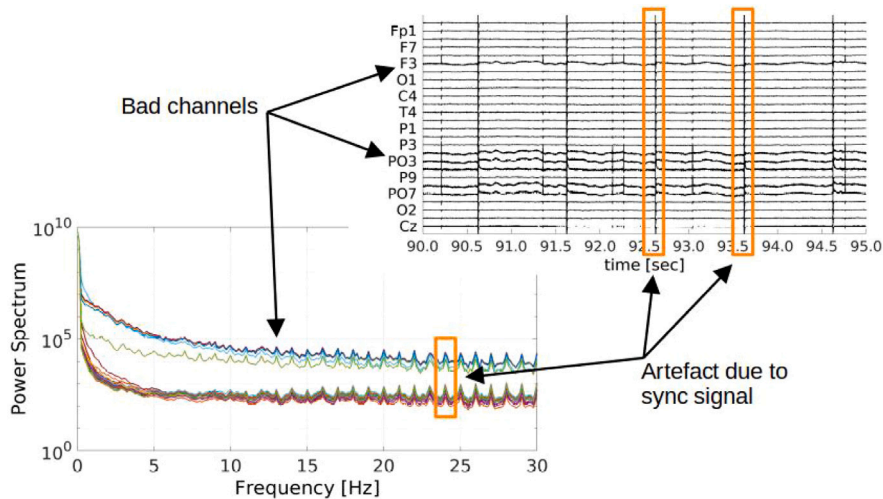 Fp1
F7
F3
O1
C4
T4
P1
P3
PO3
P9
PO7
O2
Cz
90.0 90.5 91.0 91.5 92.0 92.5 93.0 93.5 94.0 94.5 95.0
time [sec]
Bad channels
10^10
10^5
10^0
Power Spectrum
0 5 10 15 20 25 30
Frequency [Hz]
Artefact due to
sync signal